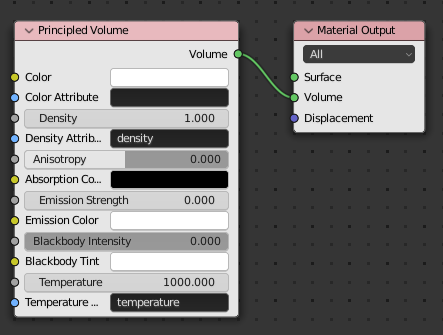 Principled Volume
Volume
Color
Color Attribute
Density 1.000
Density Attrib... density
Anisotropy 0.000
Absorption Co...
Emission Strength 0.000
Emission Color
Blackbody Intensity 0.000
Blackbody Tint
Temperature 1000.000
Temperature ... temperature
Material Output
All
Surface
Volume
Displacement